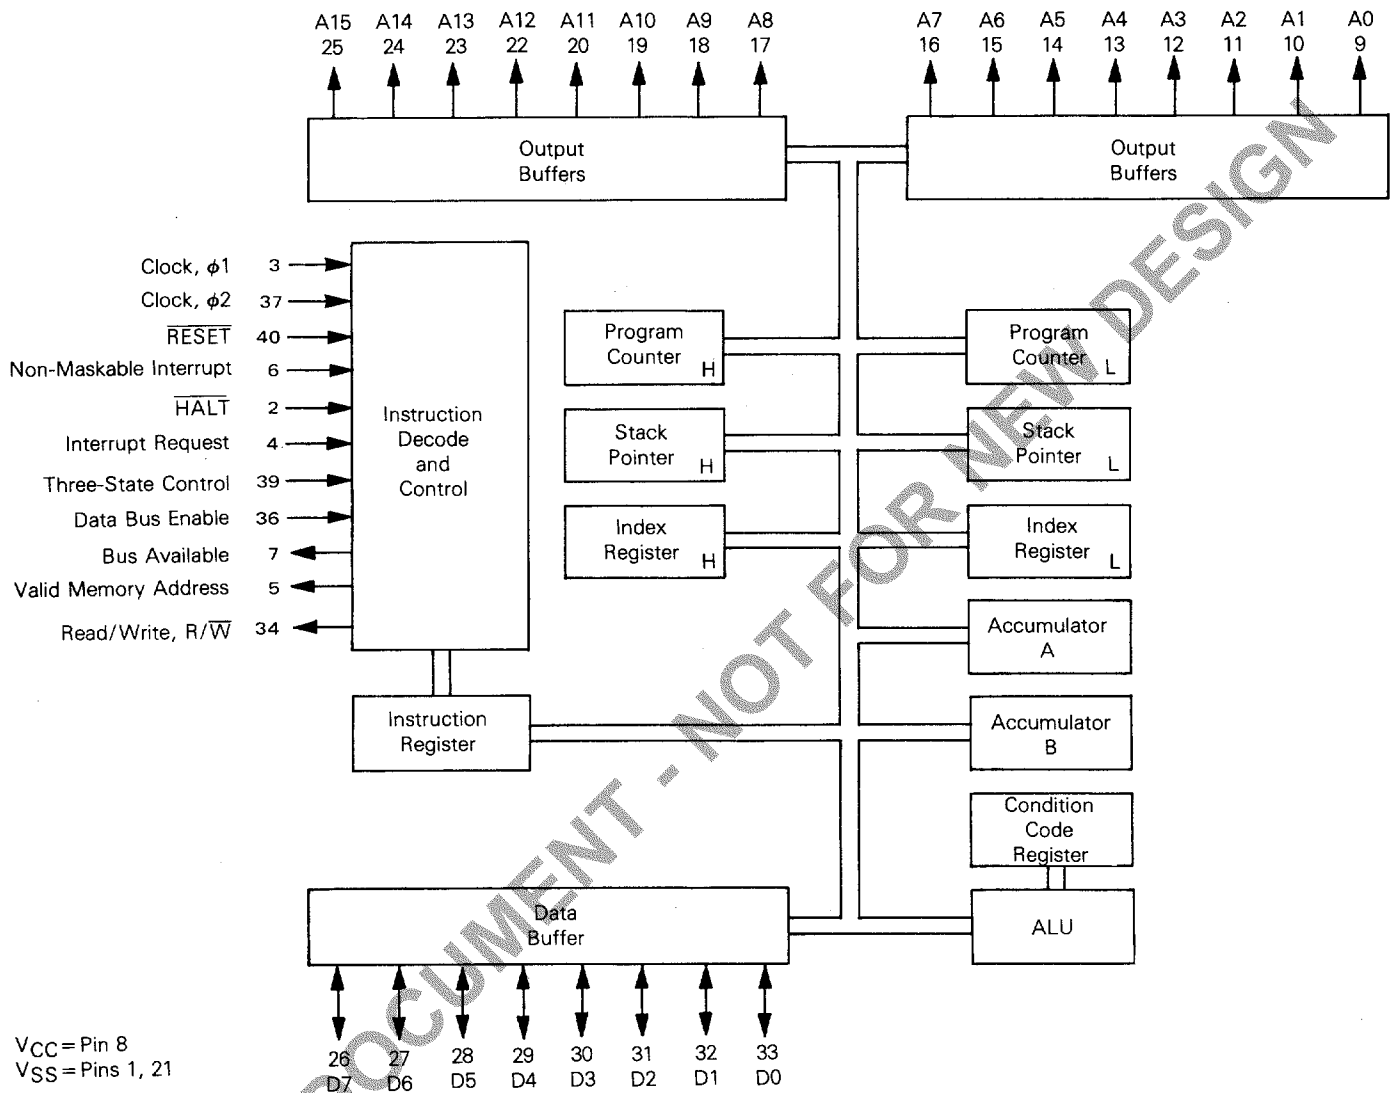 A15 A14 A13 A12 A11 A10 A9 A8 A7 A6 A5 A4 A3 A2 A1 A0
25 24 23 22 20 19 18 17 16 15 14 13 12 11 10 9
Output
Buffers
Output
Buffers
Clock, ϕ1 3
Clock, ϕ2 37
RESET 40
Non-Maskable Interrupt 6
HALT 2
Interrupt Request 4
Three-State Control 39
Data Bus Enable 36
Bus Available 7
Valid Memory Address 5
Read/Write, R/W̅ 34
Instruction
Decode
and
Control
Program
Counter H
Program
Counter L
Stack
Pointer H
Stack
Pointer L
Index
Register H
Index
Register L
Accumulator
A
Instruction
Register
Accumulator
B
Condition
Code
Register
Data
Buffer
ALU
26 27 28 29 30 31 32 33
D7 D6 D5 D4 D3 D2 D1 D0
VCC=Pin 8
VSS=Pins 1, 21
DOCUMENT - NOT FOR NEW DESIGN